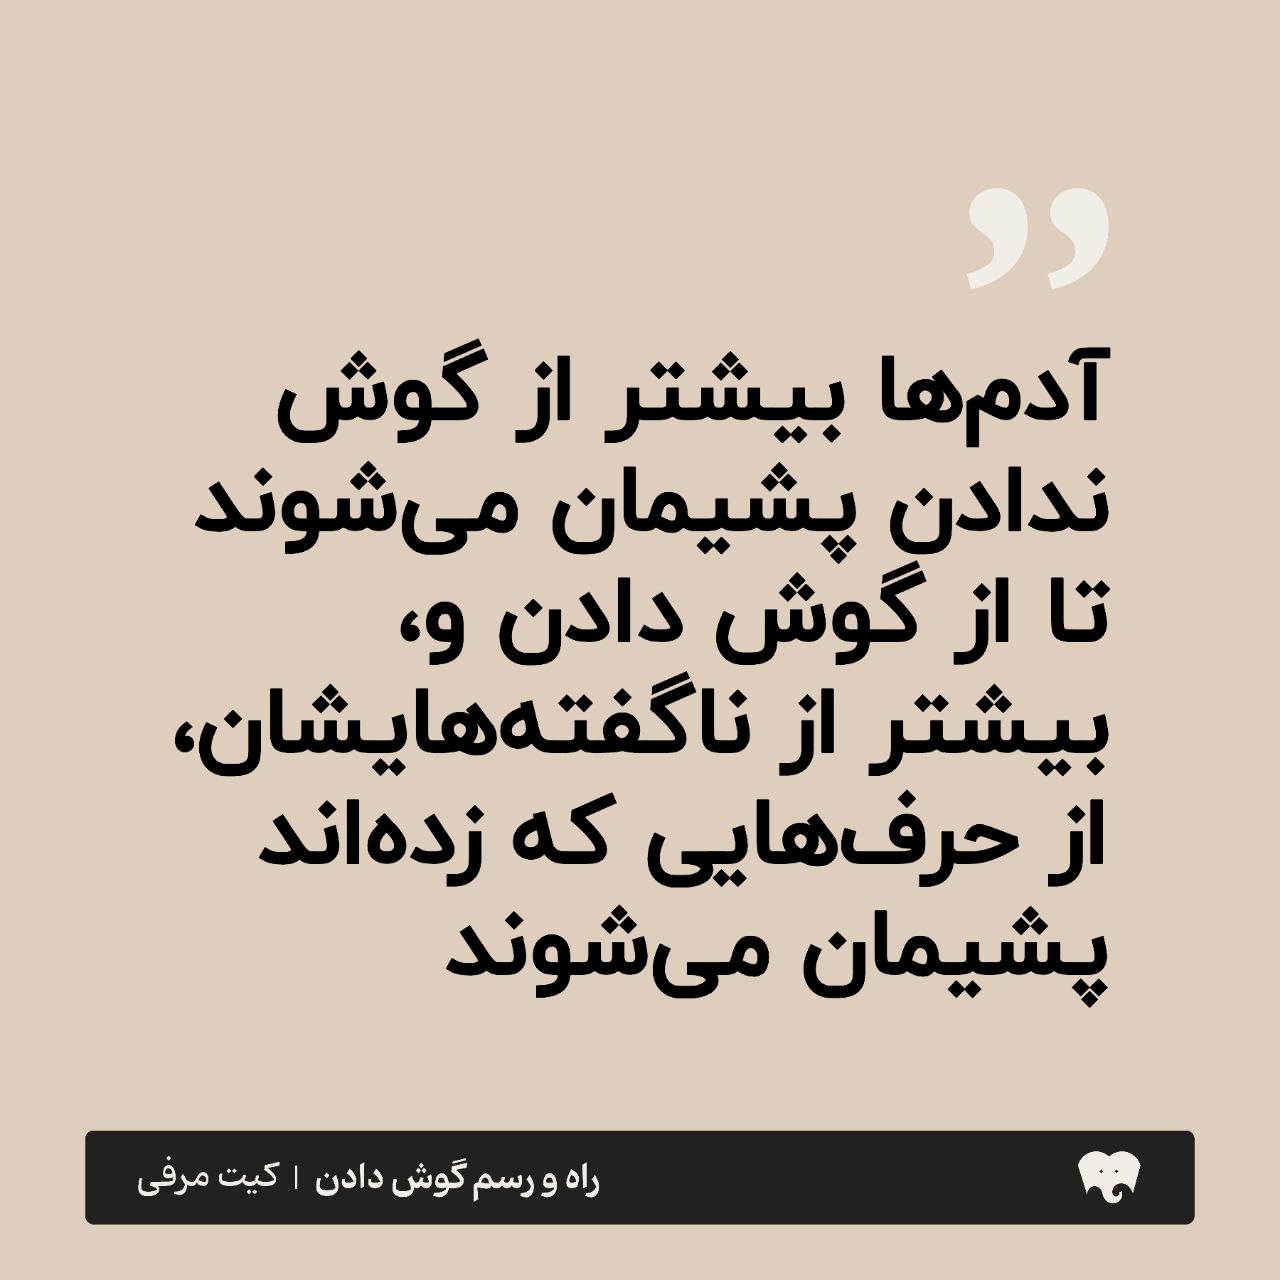 ”
آدم‌ها بیشتر از گوش
ندادن پشیمان می‌شوند
تا از گوش دادن و،
بیشتر از ناگفته‌هایشان،
از حرف‌هایی که زده‌اند
پشیمان می‌شوند
راه و رسم گوش دادن | کیت مرفی